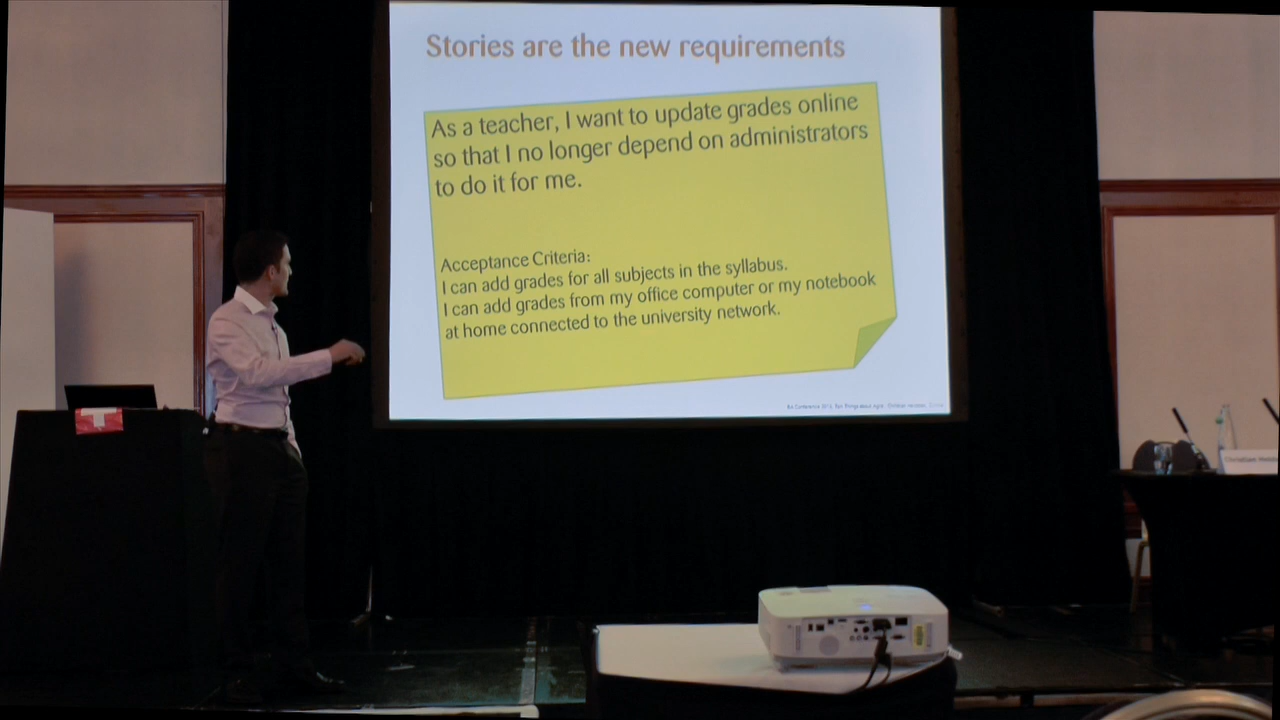 Stories are the new requirements
As a teacher, I want to update grades online
so that I no longer depend on administrators
to do it for me.
Acceptance Criteria:
I can add grades for all subjects in the syllabus.
I can add grades from my office computer or my notebook
at home connected to the university network.
Christian